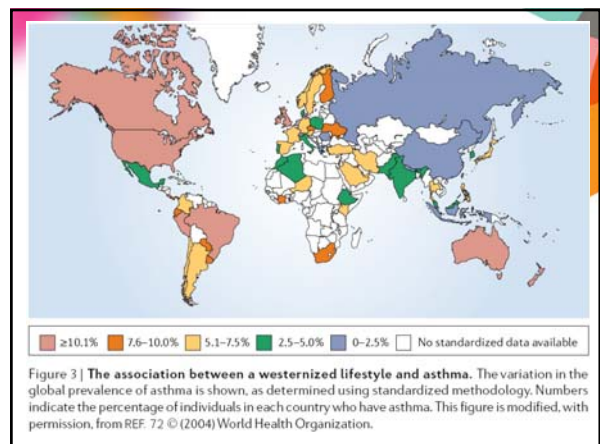 ≥10.1% 7.6–10.0% 5.1–7.5% 2.5–5.0% 0–2.5% No standardized data available
Figure 3 | The association between a westernized lifestyle and asthma. The variation in the
global prevalence of asthma is shown, as determined using standardized methodology. Numbers
indicate the percentage of individuals in each country who have asthma. This figure is modified, with
permission, from REF. 72 © (2004) World Health Organization.